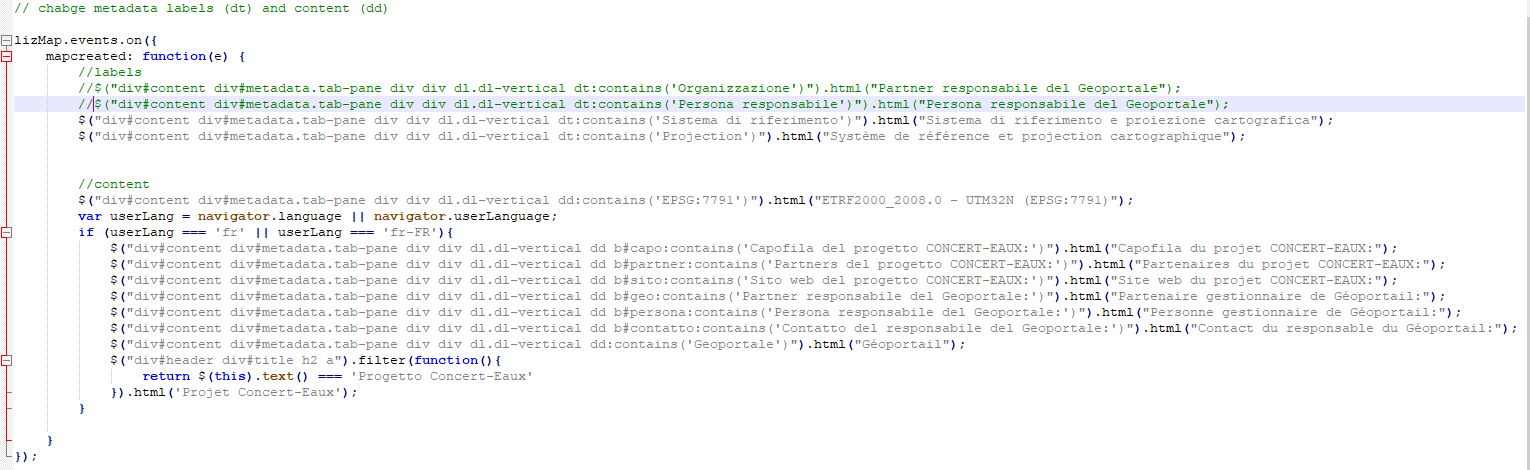 // chabge metadata labels (dt) and content (dd)
lizMap.events.on({
mapcreated: function(e) {
//labels
//$("div#content div#metadata.tab-pane div div dl.dl-vertical dt:contains('Organizzazione')").html("Partner responsabile del Geoportale");
//$("div#content div#metadata.tab-pane div div dl.dl-vertical dt:contains('Persona responsabile')").html("Persona responsabile del Geoportale");
$("div#content div#metadata.tab-pane div div dl.dl-vertical dt:contains('Sistema di riferimento')").html("Sistema di riferimento e proiezione cartografica");
$("div#content div#metadata.tab-pane div div dl.dl-vertical dt:contains('Projection')").html("Système de référence et projection cartographique");
//content
$("div#content div#metadata.tab-pane div div dl.dl-vertical dd:contains('EPSG:7791')").html("ETRF2000_2008.0 - UTM32N (EPSG:7791)");
var userLang = navigator.language || navigator.userLanguage;
if (userLang === 'fr' || userLang === 'fr-FR'){
$("div#content div#metadata.tab-pane div div dl.dl-vertical dd b#capo:contains('Capofila del progetto CONCERT-EAUX:')").html("Capofila du projet CONCERT-EAUX:");
$("div#content div#metadata.tab-pane div div dl.dl-vertical dd b#partner:contains('Partners del progetto CONCERT-EAUX:')").html("Partenaires du projet CONCERT-EAUX:");
$("div#content div#metadata.tab-pane div div dl.dl-vertical dd b#sito:contains('Sito web del progetto CONCERT-EAUX:')").html("Site web du projet CONCERT-EAUX:");
$("div#content div#metadata.tab-pane div div dl.dl-vertical dd b#geo:contains('Partner responsabile del Geoportale:')").html("Partenaire gestionnaire de Géoportail:");
$("div#content div#metadata.tab-pane div div dl.dl-vertical dd b#persona:contains('Persona responsabile del Geoportale:')").html("Personne gestionnaire de Géoportail:");
$("div#content div#metadata.tab-pane div div dl.dl-vertical dd b#contatto:contains('Contatto del responsabile del Geoportale:')").html("Contact du responsable du Géoportail:");
$("div#content div#metadata.tab-pane div div dl.dl-vertical dd:contains('Geoportale')").html("Géoportail");
$("div#header div#title h2 a").filter(function(){
return $(this).text() === 'Progetto Concert-Eaux'
}).html('Projet Concert-Eaux');
}
}
});